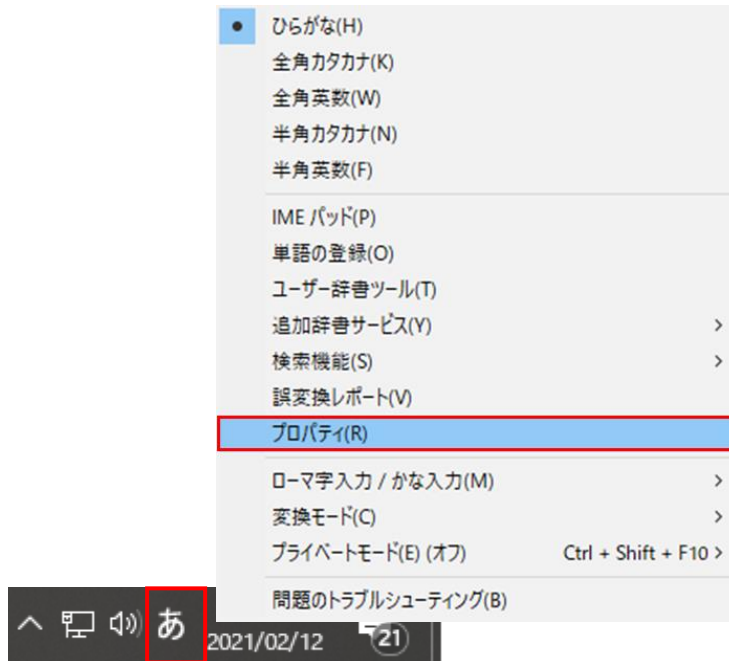 ひらがな(H)
全角カタカナ(K)
全角英数(W)
半角カタカナ(N)
半角英数(F)
IME パッド(P)
単語の登録(O)
ユーザー辞書ツール(T)
追加辞書サービス(Y)
検索機能(S)
誤変換レポート(V)
プロパティ(R)
ローマ字入力 / かな入力(M)
変換モード(C)
プライベートモード(E) (オフ) Ctrl + Shift + F10
問題のトラブルシューティング(B)
あ
2021/02/12
21